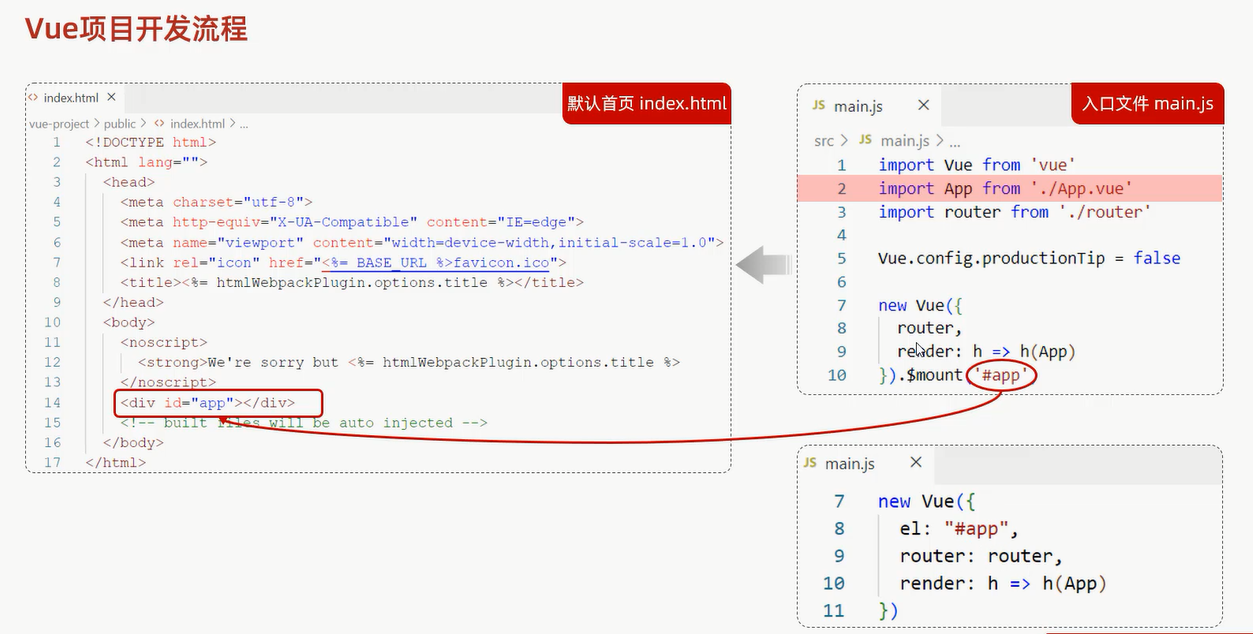 Vue项目开发流程
index.html
默认首页 index.html
vue-project > public > <> index.html > ...
1 <!DOCTYPE html>
2 <html lang="">
3 <head>
4 <meta charset="utf-8">
5 <meta http-equiv="X-UA-Compatible" content="IE=edge">
6 <meta name="viewport" content="width=device-width,initial-scale=1.0">
7 <link rel="icon" href="<%= BASE_URL %>favicon.ico">
8 <title><%= htmlWebpackPlugin.options.title %></title>
9 </head>
10 <body>
11 <noscript>
12 <strong>We're sorry but <%= htmlWebpackPlugin.options.title %>
13 </noscript>
14 <div id="app"></div>
15 <!-- built files will be auto injected -->
16 </body>
17 </html>
JS main.js
入口文件 main.js
src > JS main.js > ...
1 import Vue from 'vue'
2 import App from './App.vue'
3 import router from './router'
4
5 Vue.config.productionTip = false
6
7 new Vue({
8 router,
9 render: h => h(App)
10 }).$mount('#app')
JS main.js
7 new Vue({
8 el: "#app",
9 router: router,
10 render: h => h(App)
11 })